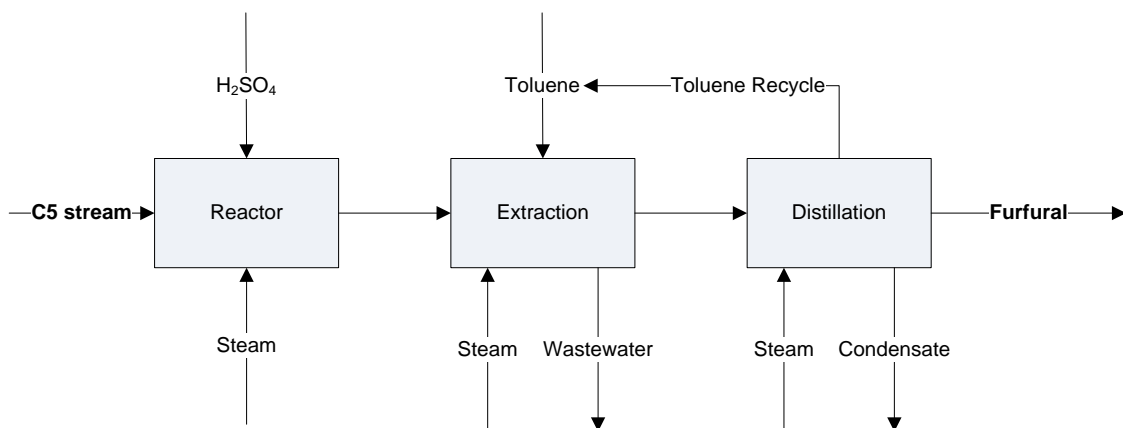 H₂SO₄
Toluene
Toluene Recycle
C5 stream
Reactor
Extraction
Distillation
Furfural
Steam
Steam
Wastewater
Steam
Condensate